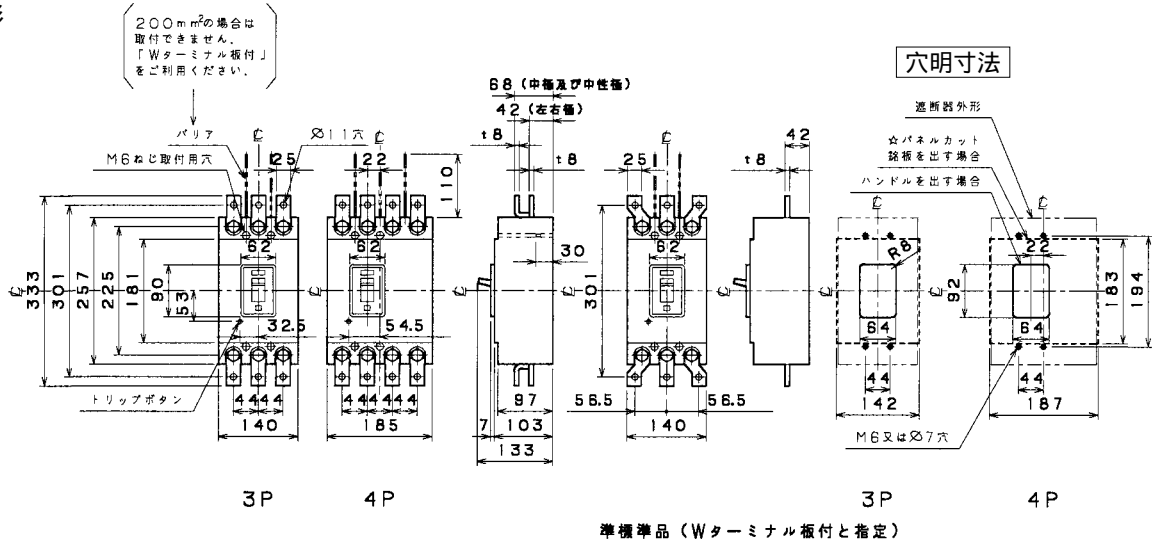 200mm²の場合は
取付できません。
「Wターミナル板付」
をご利用ください。
穴明寸法
68（中極及び中性極）
42（左右極）
遮断器外形
バリア
℄
℄
Ø11穴
t8
℄
42
☆パネルカット
銘板を出す場合
M6ねじ取付用穴
25
22
110
t8
25
t8
ハンドルを出す場合
℄
℄
62
62
30
62
R8
22
℄
333
301
257
225
181
90
53
℄
℄
301
℄
℄
92
183
194
32.5
54.5
64
64
トリップボタン
44
44
44
44
44
97
56.5
56.5
44
44
140
185
7
103
140
142
187
133
M6又はØ7穴
3P
4P
3P
4P
準標準品（Wターミナル板付と指定）